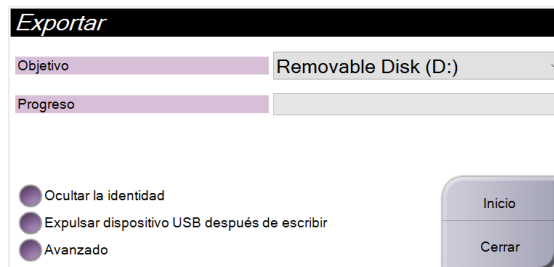 Exportar
Objetivo
Removable Disk (D:)
Progreso
Ocultar la identidad
Expulsar dispositivo USB después de escribir
Avanzado
Inicio
Cerrar